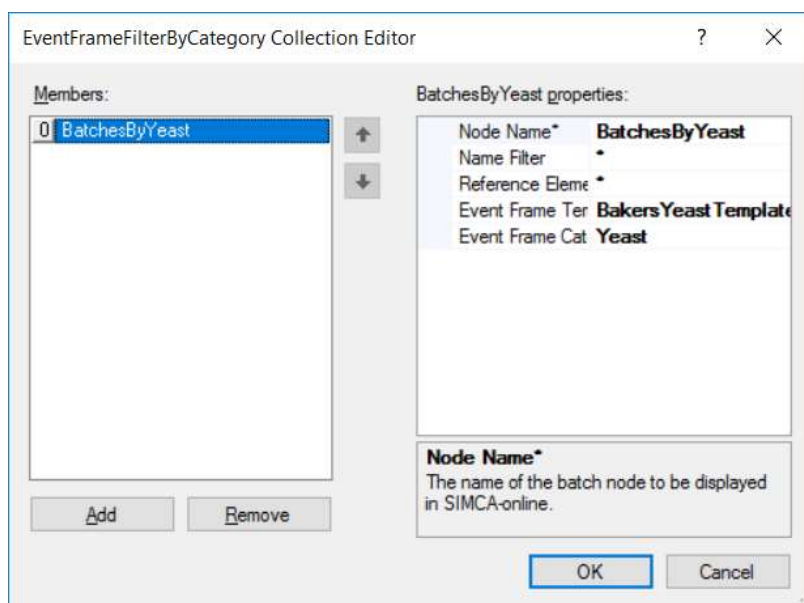 EventFrameFilterByCategory Collection Editor ? ×
Members:
0 BatchesByYeast
Add Remove
BatchesByYeast properties:
Node Name* BatchesByYeast
Name Filter *
Reference Eleme *
Event Frame Ter BakersYeastTemplate
Event Frame Cat Yeast
Node Name*
The name of the batch node to be displayed
in SIMCA-online.
OK Cancel